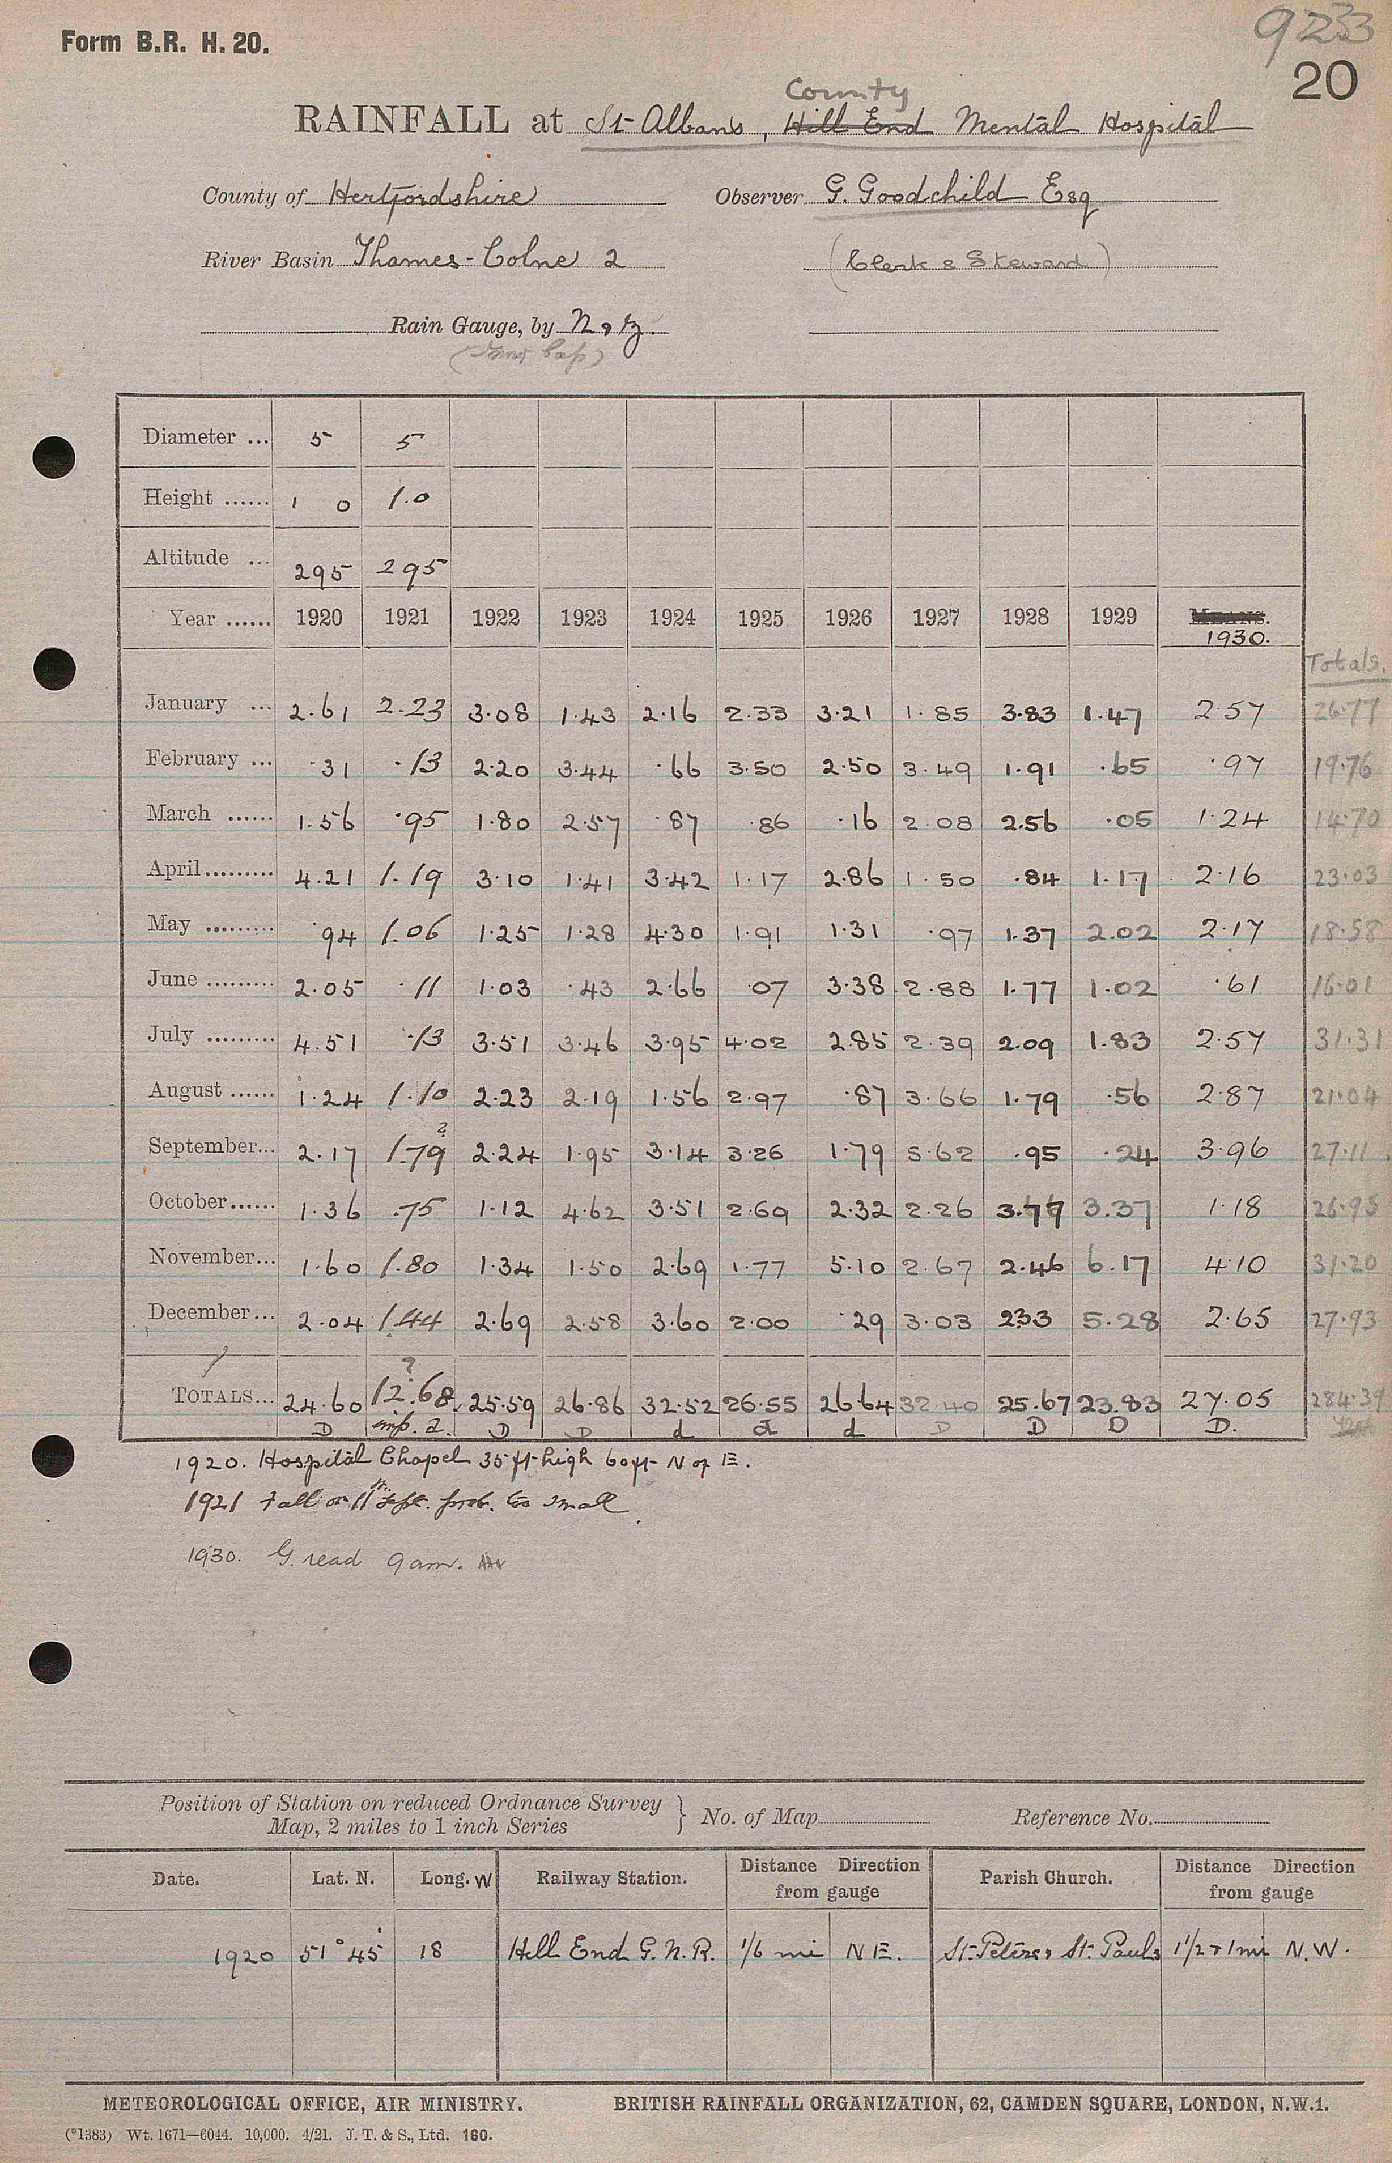 9233
Form B.R. H. 20.
20
County
RAINFALL at St Albans, Hill End Mental Hospital
County of Hertfordshire Observer G. Goodchild Esq
River Basin Thames-Colne 2 (Clerk & Steward)
Rain Gauge, by N & Z.
Diameter ... 5 5
Height ...... 1 0 1.0
Altitude ... 295 295
Year ...... 1920 1921 1922 1923 1924 1925 1926 1927 1928 1929 MEANS. 1930.
Totals.
January ... 2.61 2.23 3.08 1.43 2.16 2.33 3.21 1.85 3.83 1.47 2.57 26.77
February ... .31 .13 2.20 3.44 .66 3.50 2.50 3.49 1.91 .65 .97 19.76
March ...... 1.56 .95 1.80 2.57 .87 .86 .16 2.08 2.56 .05 1.24 14.70
April ......... 4.21 1.19 3.10 1.41 3.42 1.17 2.86 1.50 .84 1.17 2.16 23.03
May ......... .94 1.06 1.25 1.28 4.30 1.91 1.31 .97 1.37 2.02 2.17 18.58
June ......... 2.05 .11 1.03 .43 2.66 .07 3.38 2.88 1.77 1.02 .61 16.01
July ......... 4.51 .13 3.51 3.46 3.95 4.02 2.85 2.39 2.09 1.83 2.57 31.31
August ...... 1.24 1.10 2.23 2.19 1.56 2.97 .87 3.66 1.79 .56 2.87 21.04
September... 2.17 1.79 ? 2.24 1.95 3.14 3.26 1.79 5.62 .95 .24 3.96 27.11
October...... 1.36 .75 1.12 4.62 3.51 2.69 2.32 2.26 3.77 3.37 1.18 26.95
November... 1.60 1.80 1.34 1.50 2.69 1.77 5.10 2.67 2.46 6.17 4.10 31.20
December... 2.04 1.44 2.69 2.58 3.60 2.00 .29 3.03 2.33 5.28 2.65 27.93
?
TOTALS... 24.60 12.68. 25.59 26.86 32.52 26.55 26.64 32.40 25.67 23.83 27.05 284.39
D D D d d d D D D D.
1920. Hospital Chapel 35 ft high 60 ft N of E.
1921 Fall on 11th Sept. prob. too small.
1930. G. read 9 am.
Position of Station on reduced Ordnance Survey
Map, 2 miles to 1 inch Series } No. of Map Reference No.
Date. Lat. N. Long. W Railway Station. Distance Direction from gauge Parish Church. Distance Direction from gauge
1920 51° 45' 18 Hill End G.N.R. 1/6 mi NE. St. Peters & St. Pauls 1 1/2 & 1 mi N.W.
METEOROLOGICAL OFFICE, AIR MINISTRY. BRITISH RAINFALL ORGANIZATION, 62, CAMDEN SQUARE, LONDON, N.W.1.
(*1383) Wt. 1671—6044. 10,000. 4/21. J. T. & S., Ltd. 160.